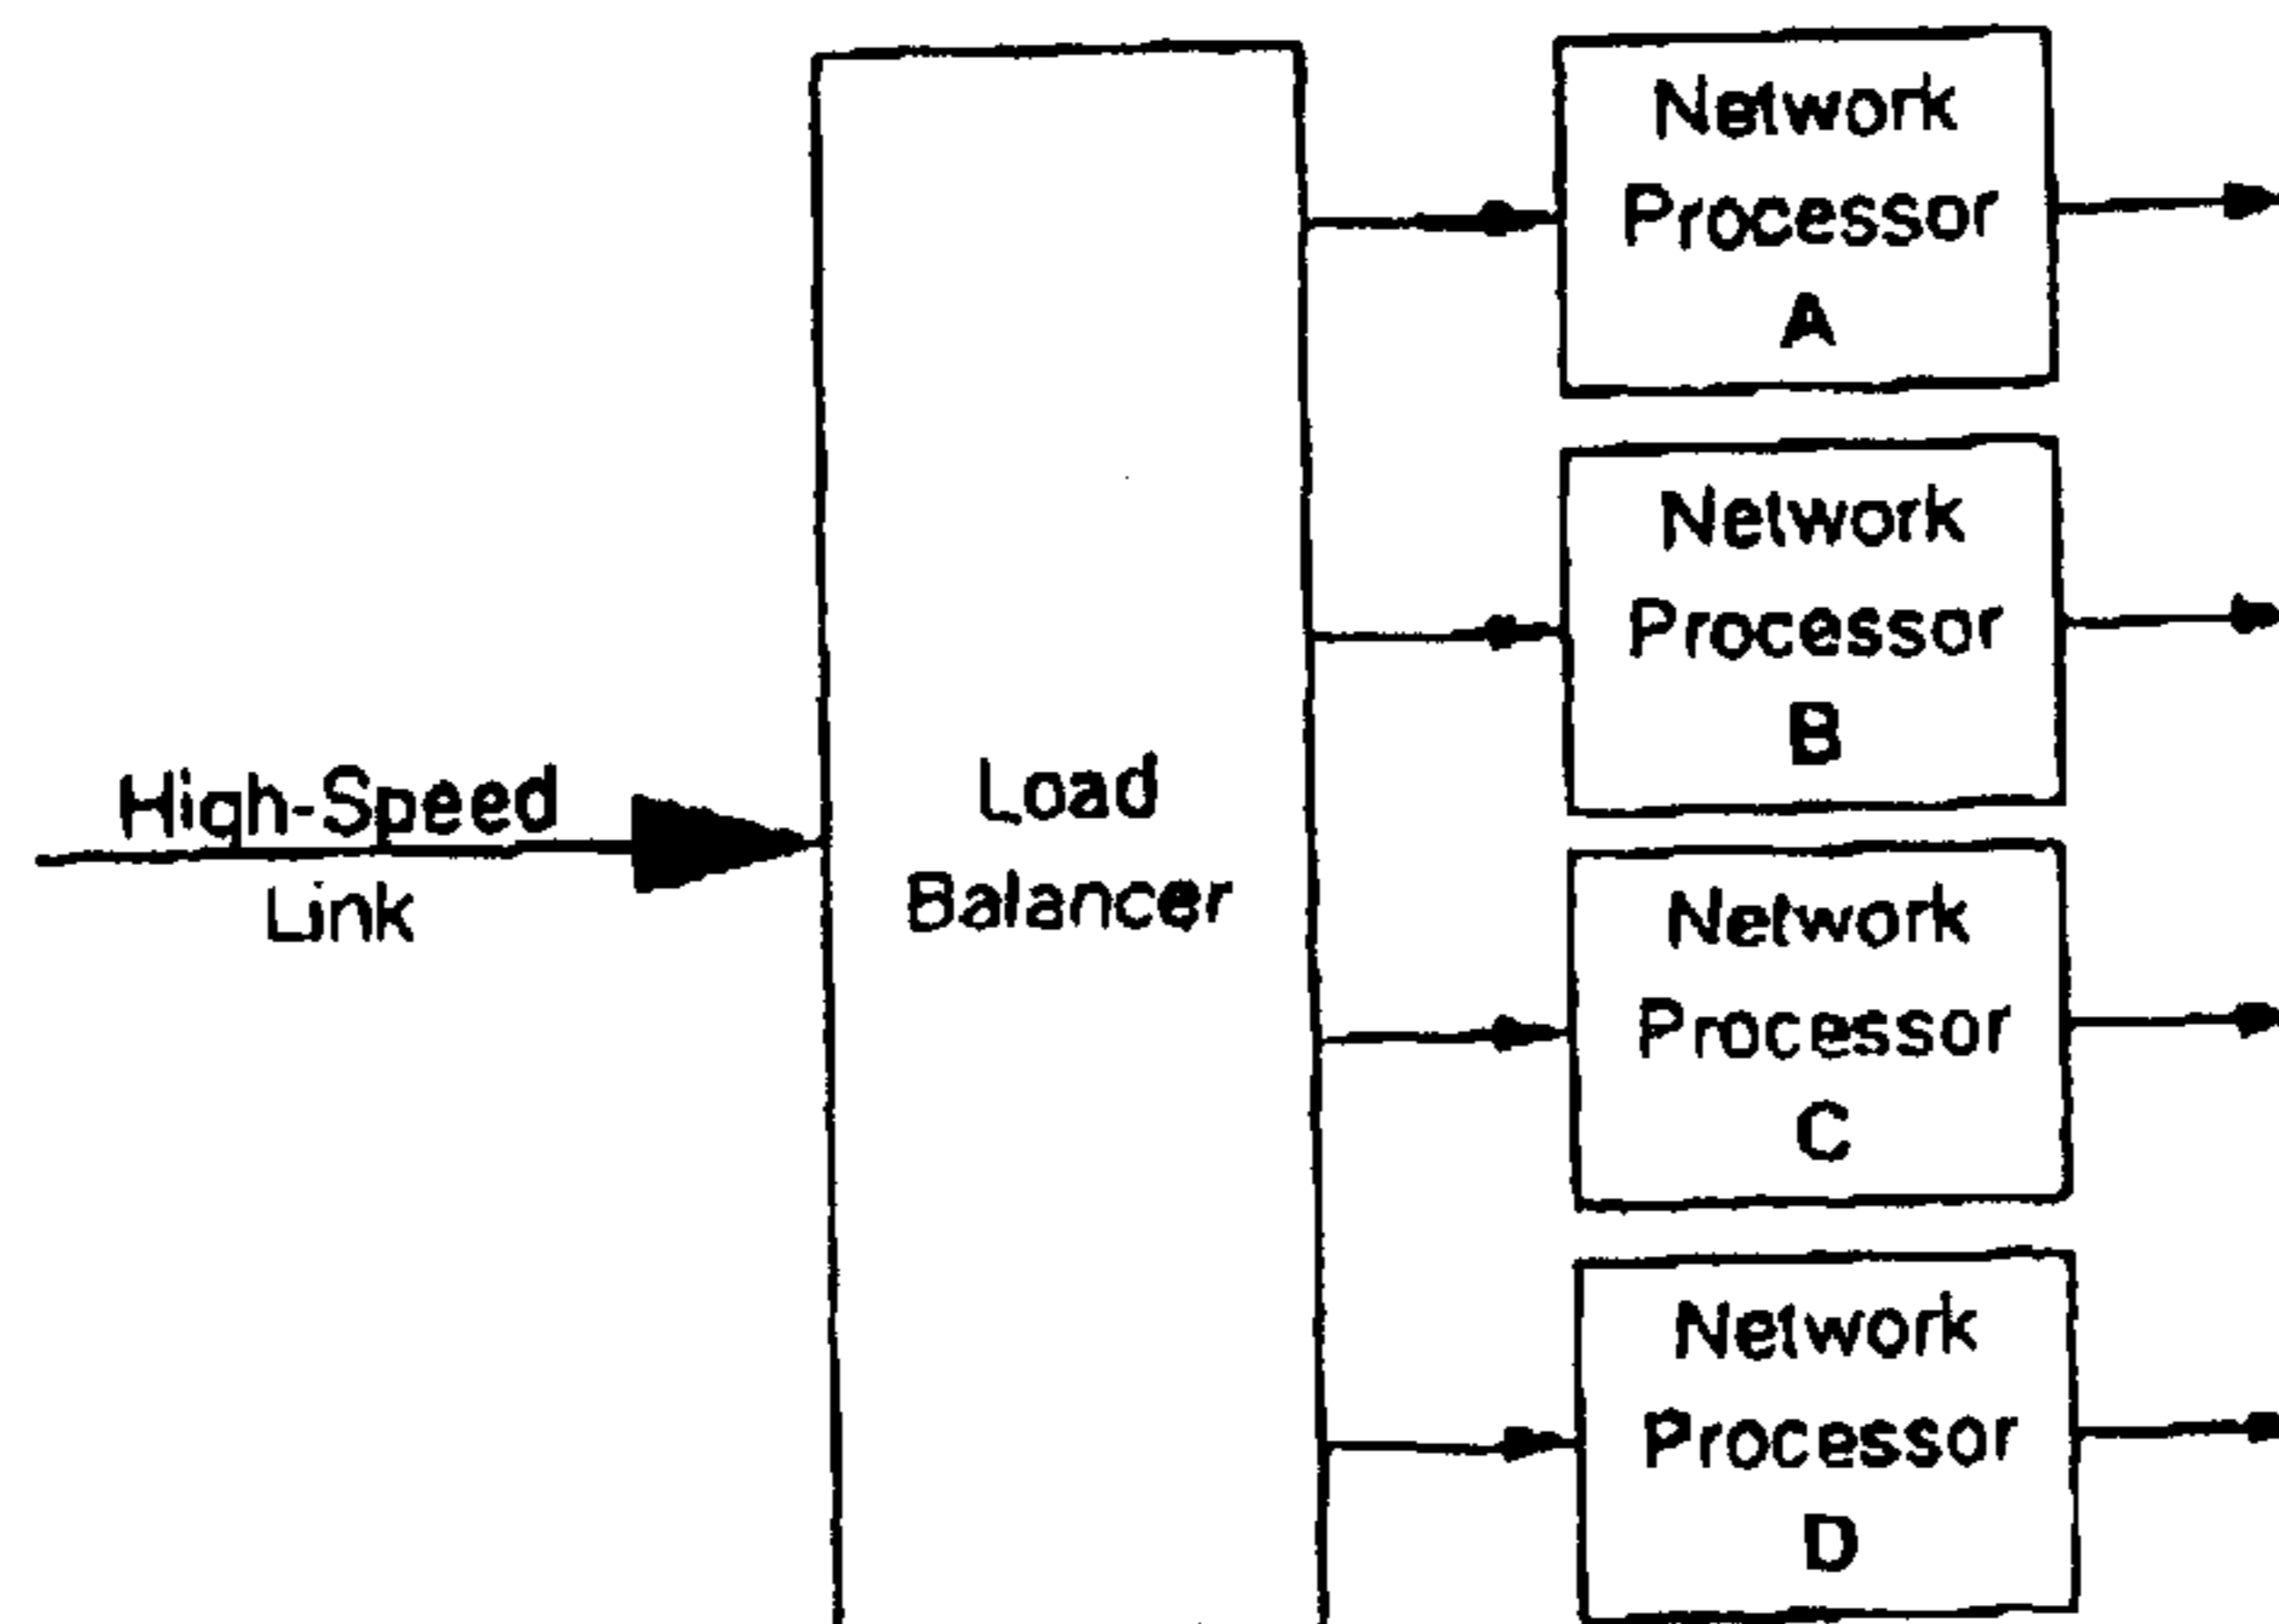 High-Speed
Link
Load
Balancer
Network
Processor
A
Network
Processor
B
Network
Processor
C
Network
Processor
D